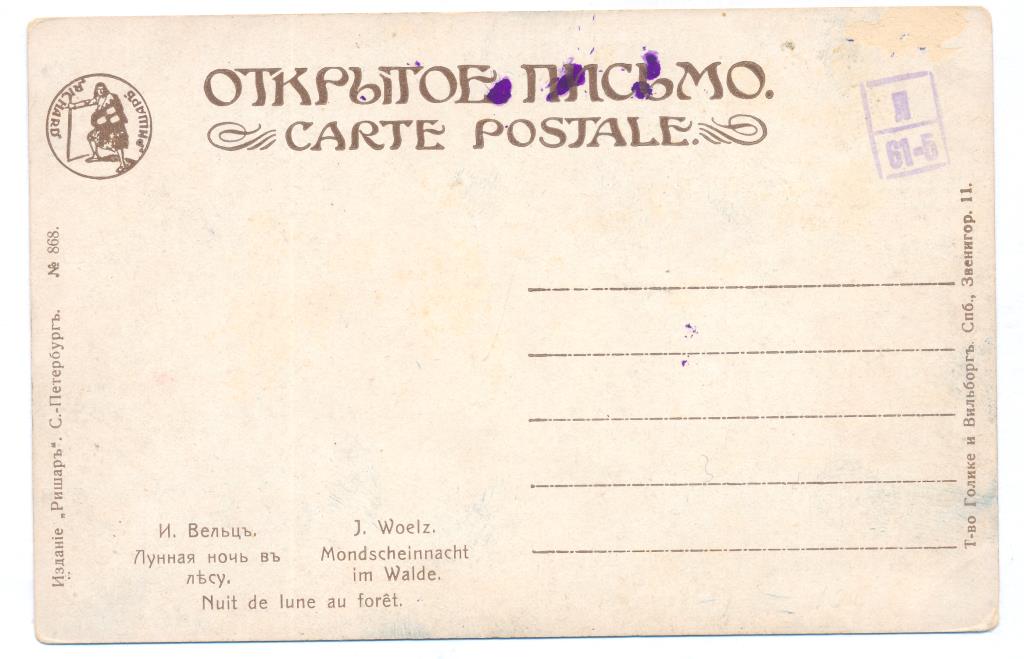 ОТКРЫТОЕ ПИСЬМО.
CARTE POSTALE.
„RICHARD“
„РИШАРЪ“
61-5
Изданіе „Ришаръ“. С.-Петербургъ. № 868.
И. Вельцъ.
Лунная ночь въ
лѣсу.
J. Woelz.
Mondscheinnacht
im Walde.
Nuit de lune au forêt.
Т-во Голике и Вильборгъ. Спб., Звенигор. 11.